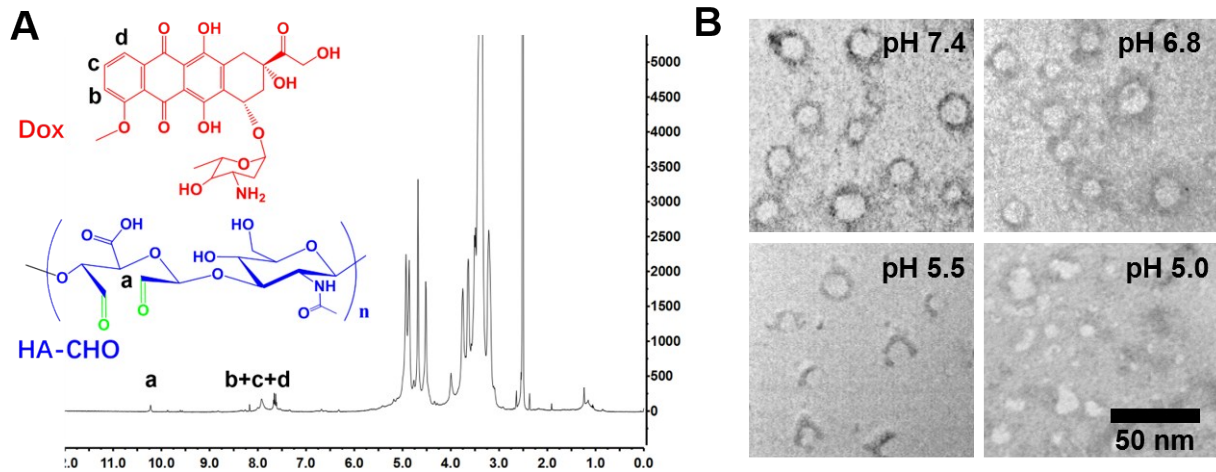 A
B
d
c
b
O
OH
O
OH
OH
O
O
OH
O
O
O
HO
NH2
Dox
pH 7.4
pH 6.8
OH
O
O
O
a
O
O
HO
HO
O
O
NH
O
n
HA-CHO
a
b+c+d
5000
4500
4000
3500
3000
2500
2000
1500
1000
500
0
2.0 11.0 10.0 9.0 8.0 7.0 6.0 5.0 4.0 3.0 2.0 1.0 0.0
pH 5.5
pH 5.0
50 nm